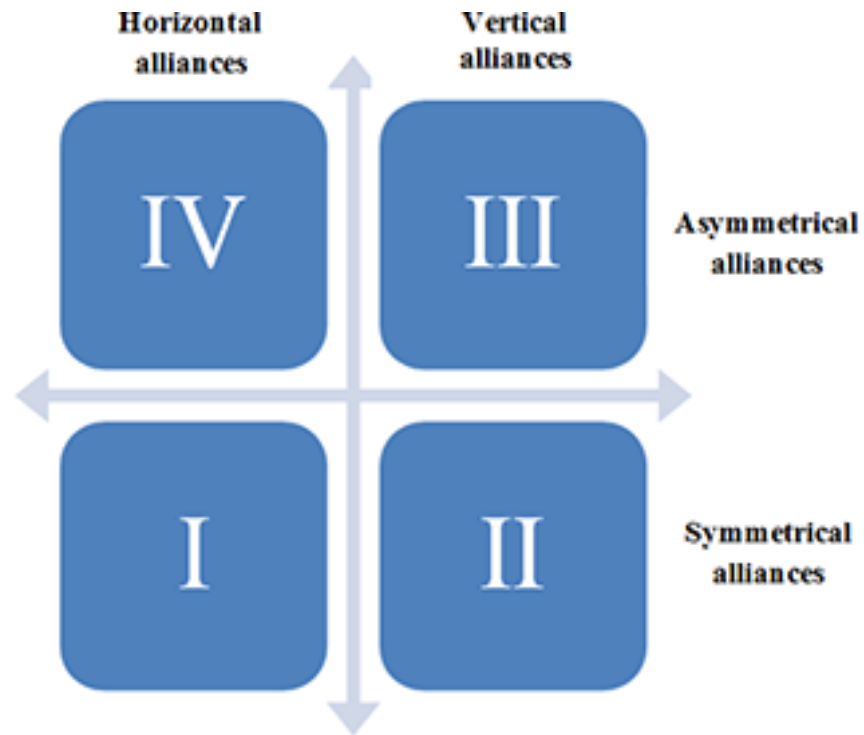 Horizontal
alliances
Vertical
alliances
IV
III
Asymmetrical
alliances
I
II
Symmetrical
alliances